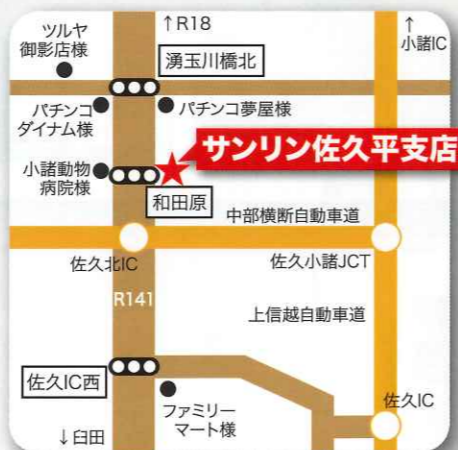 ツルヤ
御影店様
↑R18
湧玉川橋北
↑
小諸IC
パチンコ
ダイナム様
パチンコ夢屋様
小諸動物
病院様
サンリン佐久平支店
和田原
中部横断自動車道
佐久北IC
佐久小諸JCT
R141
上信越自動車道
佐久IC西
ファミリー
マート様
佐久IC
↓臼田